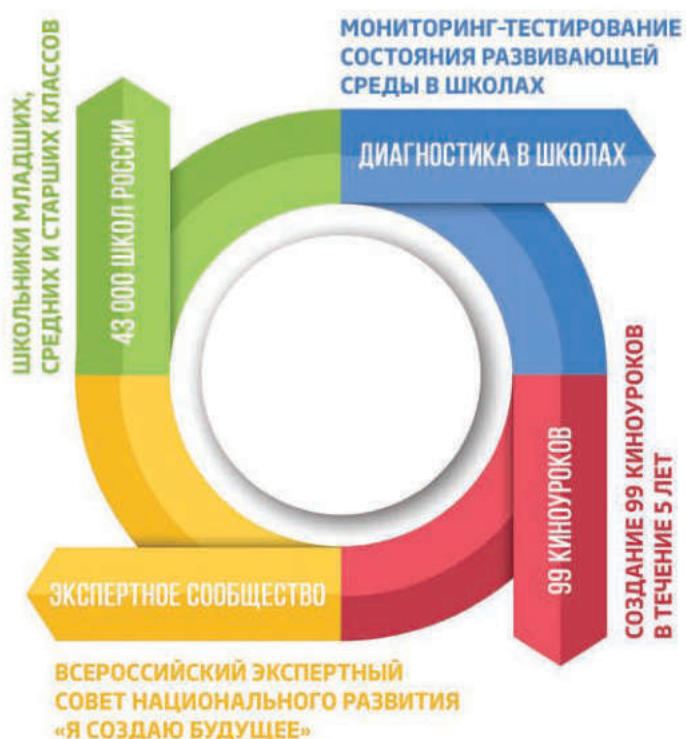 МОНИТОРИНГ-ТЕСТИРОВАНИЕ
СОСТОЯНИЯ РАЗВИВАЮЩЕЙ
СРЕДЫ В ШКОЛАХ
ДИАГНОСТИКА В ШКОЛАХ
ШКОЛЬНИКИ МЛАДШИХ,
СРЕДНИХ И СТАРШИХ КЛАССОВ
43 000 ШКОЛ РОССИИ
99 КИНОУРОКОВ
СОЗДАНИЕ 99 КИНОУРОКОВ
В ТЕЧЕНИЕ 5 ЛЕТ
ЭКСПЕРТНОЕ СООБЩЕСТВО
ВСЕРОССИЙСКИЙ ЭКСПЕРТНЫЙ
СОВЕТ НАЦИОНАЛЬНОГО РАЗВИТИЯ
«Я СОЗДАЮ БУДУЩЕЕ»